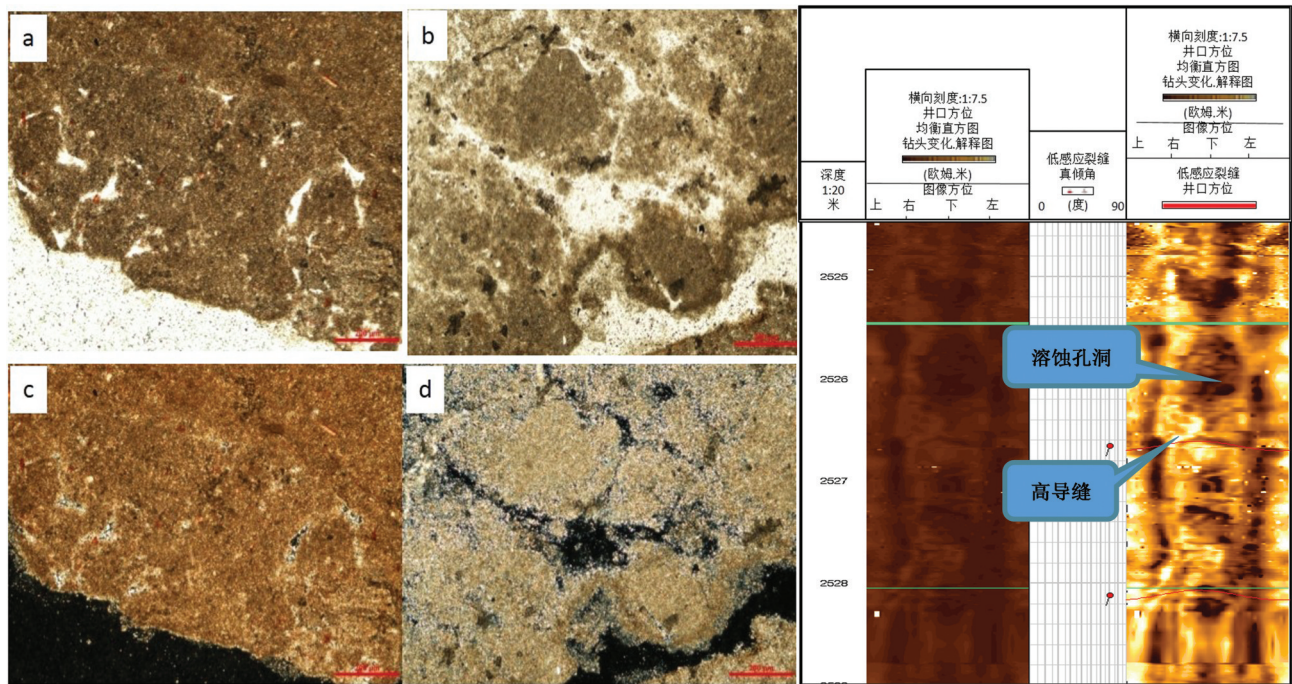 a
b
c
d
深度
1:20
米
横向刻度:1:7.5
井口方位
均衡直方图
钻头变化,解释图
(欧姆.米)
图像方位
上 右 下 左
低感应裂缝
真倾角
(度)
0 90
横向刻度:1:7.5
井口方位
均衡直方图
钻头变化,解释图
(欧姆.米)
图像方位
上 右 下 左
低感应裂缝
井口方位
2525
2526
2527
2528
溶蚀孔洞
高导缝